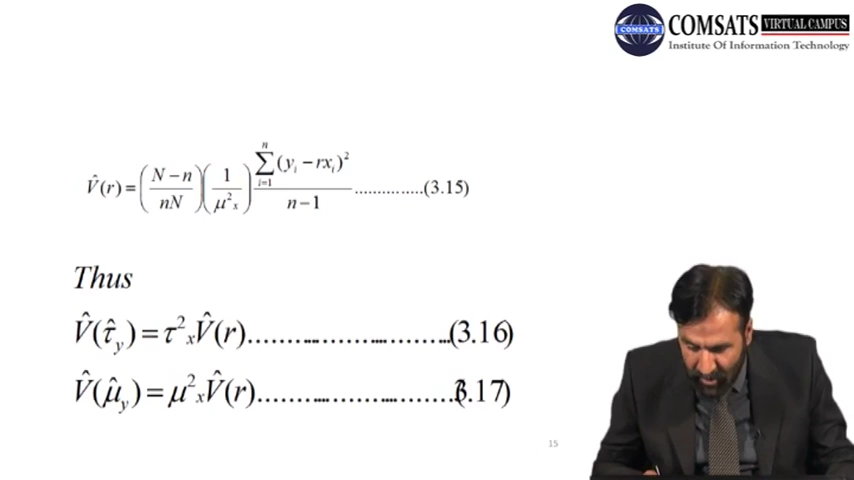 COMSATS VIRTUAL CAMPUS
COMSATS
Institute Of Information Technology
V̂(r) = ((N − n)/(nN)) (1/μ²ₓ) (∑ᵢ₌₁ⁿ (yᵢ − rxᵢ)²)/(n − 1) ...............(3.15)
Thus
V̂(τ̂ᵧ) = τ²ₓV̂(r)..............................(3.16)
V̂(μ̂ᵧ) = μ²ₓV̂(r)..............................(3.17)
15